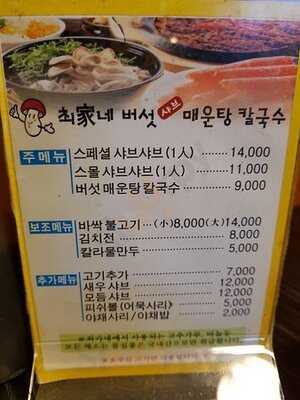 최家네 버섯 샤브 매운탕 칼국수
주메뉴
스페셜 샤브샤브 (1人) ........ 14,000
스몰 샤브샤브 (1人) ........ 11,000
버섯 매운탕 칼국수 ........ 9,000
보조메뉴
바싹 불고기 ... (小)8,000 (大)14,000
김치전 ........ 8,000
칼라물만두 ........ 5,000
추가메뉴
고기추가 ........ 7,000
새우 샤브 ........ 12,000
모듬 샤브 ........ 12,000
피쉬볼 (어묵사리) ........ 5,000
야채사리/야채밥 ........ 2,000